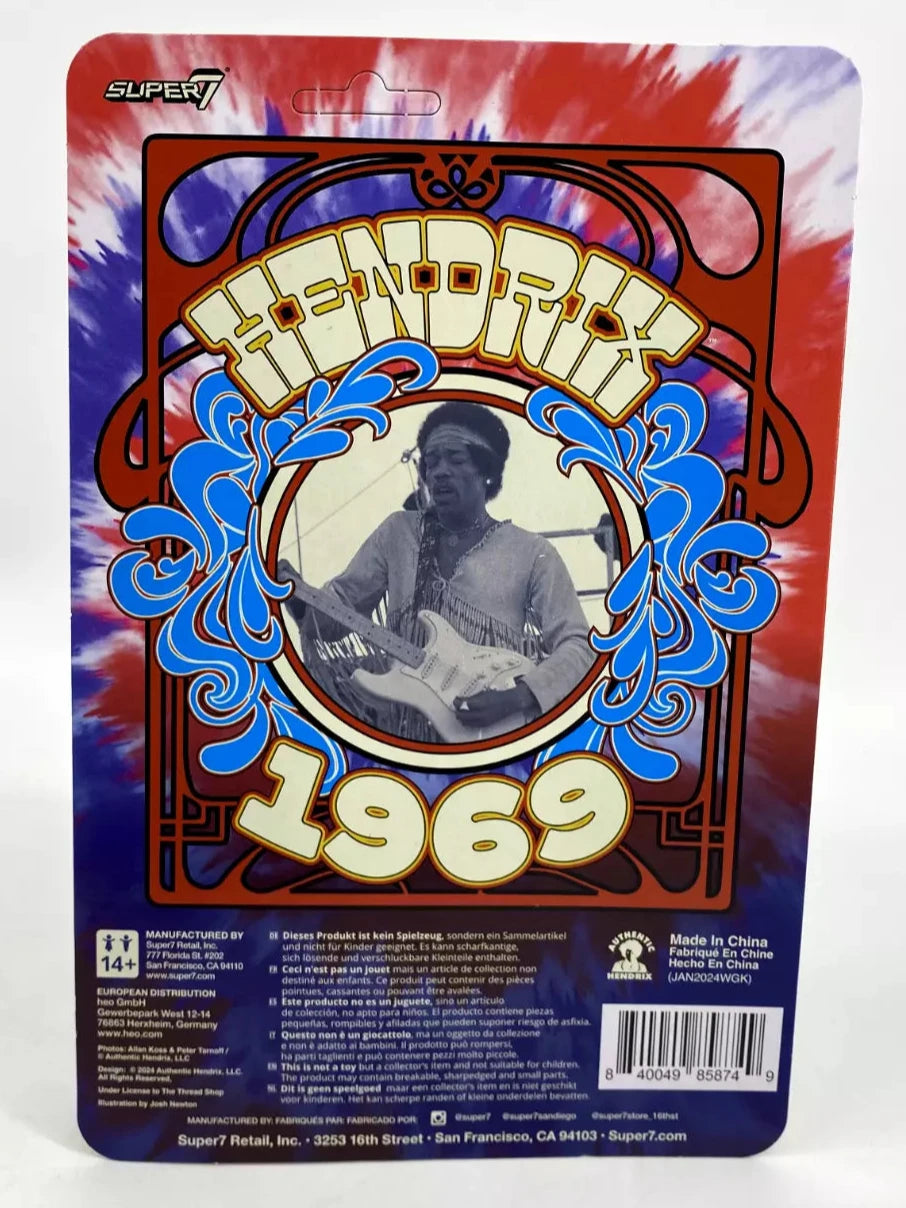 SUPER7
HENDRIX
1969
14+
MANUFACTURED BY
Super7 Retail, Inc.
777 Florida St. #202
San Francisco, CA 94110
www.super7.com
EUROPEAN DISTRIBUTION
heo GmbH
Gewerbepark West 12-14
76863 Herxheim, Germany
www.heo.com
Photos: Allan Koss & Peter Tarnoff /
© Authentic Hendrix, LLC
Design: © 2024 Authentic Hendrix, LLC.
All Rights Reserved.
Under License to The Thread Shop
Illustration by Josh Newton
DE Dieses Produkt ist kein Spielzeug, sondern ein Sammelartikel
und nicht für Kinder geeignet. Es kann scharfkantige,
sich lösende und verschluckbare Kleinteile enthalten.
FR Ceci n'est pas un jouet mais un article de collection non
destiné aux enfants. Ce produit peut contenir des pièces
pointues, cassantes ou pouvant être avalées.
ES Este producto no es un juguete, sino un artículo
de colección, no apto para niños. El producto contiene piezas
pequeñas, rompibles y afiladas que pueden suponer riesgo de asfixia.
IT Questo non è un giocattolo, ma un oggetto da collezione
e non è adatto ai bambini. Il prodotto può rompersi,
ha parti taglienti e può contenere pezzi molto piccole.
EN This is not a toy but a collector's item and not suitable for children.
The product may contain breakable, sharpedged and small parts.
NL Dit is geen speelgoed maar een collector's item en is niet geschikt
voor kinderen. Het kan scherpe randen of kleine onderdelen bevatten.
AUTHENTIC
HENDRIX
Made In China
Fabriqué En Chine
Hecho En China
(JAN2024WGK)
8 40049 85874 9
MANUFACTURED BY: FABRIQUÉS PAR: FABRICADO POR: @super7 @super7sandiego @super7store_16thst
Super7 Retail, Inc. • 3253 16th Street • San Francisco, CA 94103 • Super7.com